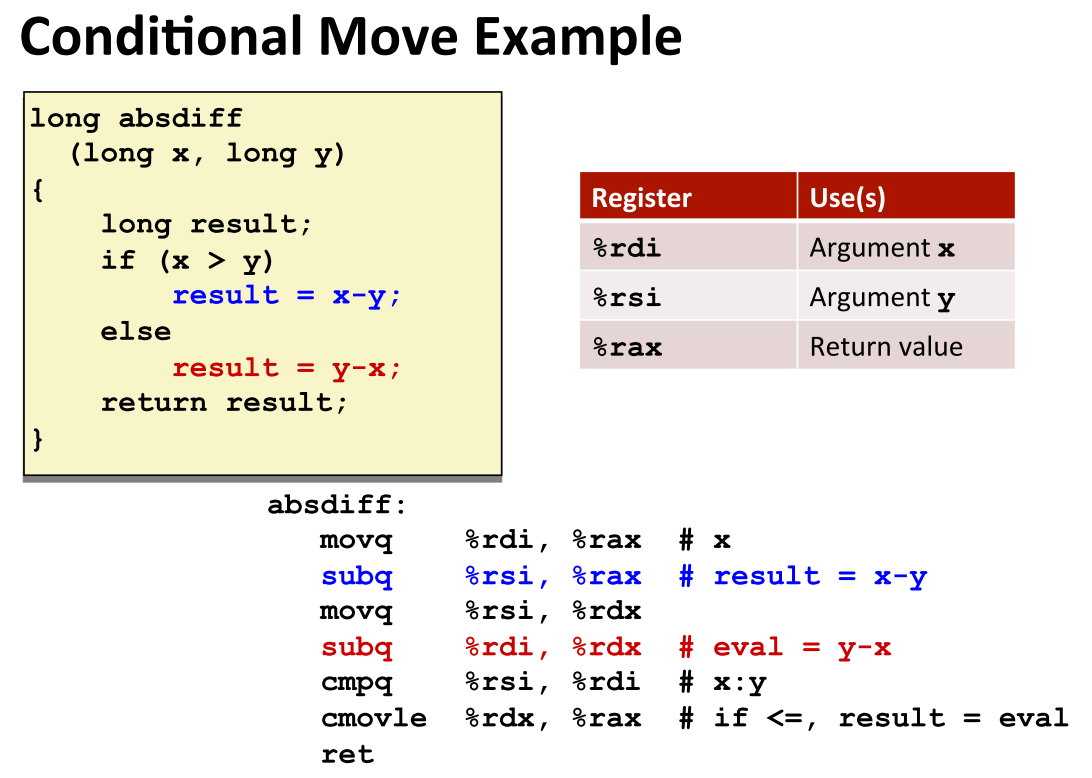 Conditional Move Example
long absdiff
  (long x, long y)
{
    long result;
    if (x > y)
        result = x-y;
    else
        result = y-x;
    return result;
}
Register Use(s)
%rdi Argument x
%rsi Argument y
%rax Return value
absdiff:
   movq    %rdi, %rax  # x
   subq    %rsi, %rax  # result = x-y
   movq    %rsi, %rdx
   subq    %rdi, %rdx  # eval = y-x
   cmpq    %rsi, %rdi  # x:y
   cmovle  %rdx, %rax  # if <=, result = eval
   ret